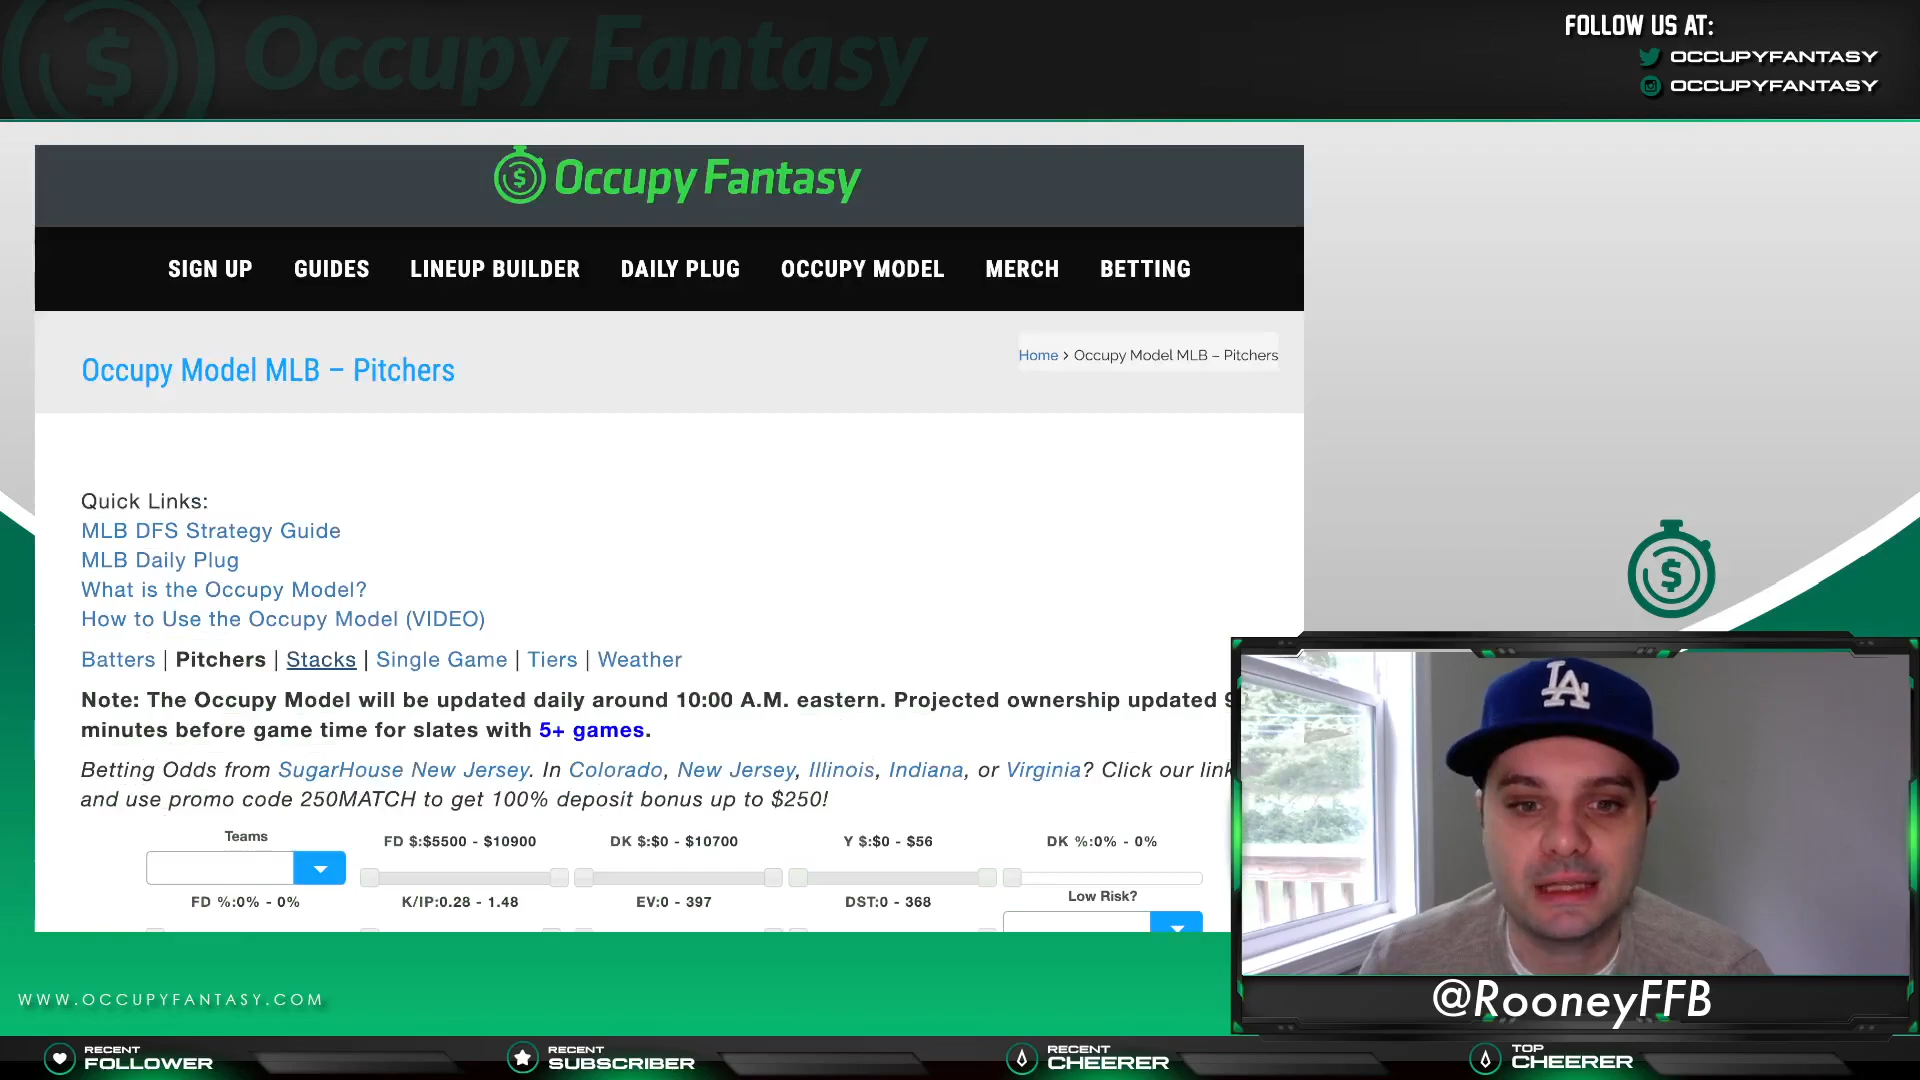 Occupy Fantasy
FOLLOW US AT:
OCCUPYFANTASY
OCCUPYFANTASY
Occupy Fantasy
SIGN UP GUIDES LINEUP BUILDER DAILY PLUG OCCUPY MODEL MERCH BETTING
Home › Occupy Model MLB – Pitchers
Occupy Model MLB – Pitchers
Quick Links:
MLB DFS Strategy Guide
MLB Daily Plug
What is the Occupy Model?
How to Use the Occupy Model (VIDEO)
Batters | Pitchers | Stacks | Single Game | Tiers | Weather
Note: The Occupy Model will be updated daily around 10:00 A.M. eastern. Projected ownership updated
minutes before game time for slates with 5+ games.
Betting Odds from SugarHouse New Jersey. In Colorado, New Jersey, Illinois, Indiana, or Virginia? Click our link
and use promo code 250MATCH to get 100% deposit bonus up to $250!
Teams FD $:$5500 - $10900 DK $:$0 - $10700 Y $:$0 - $56 DK %:0% - 0%
FD %:0% - 0% K/IP:0.28 - 1.48 EV:0 - 397 DST:0 - 368 Low Risk?
LA
@RooneyFFB
WWW.OCCUPYFANTASY.COM
RECENT FOLLOWER
RECENT SUBSCRIBER
RECENT CHEERER
TOP CHEERER